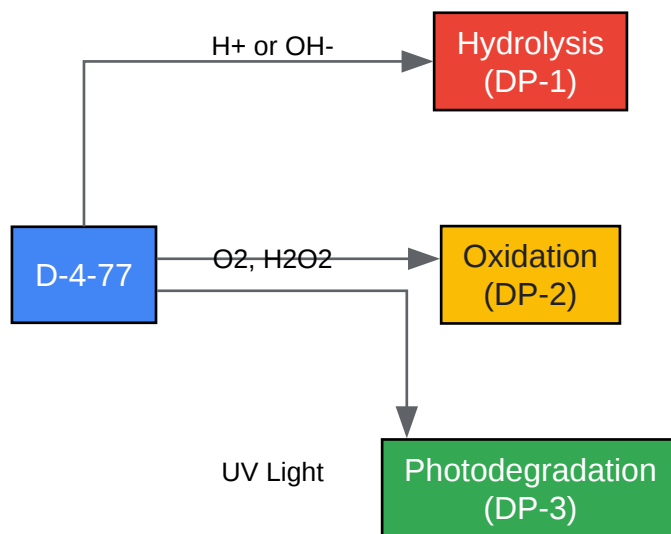 H+ or OH-
Hydrolysis
(DP-1)
D-4-77
O2, H2O2
Oxidation
(DP-2)
UV Light
Photodegradation
(DP-3)